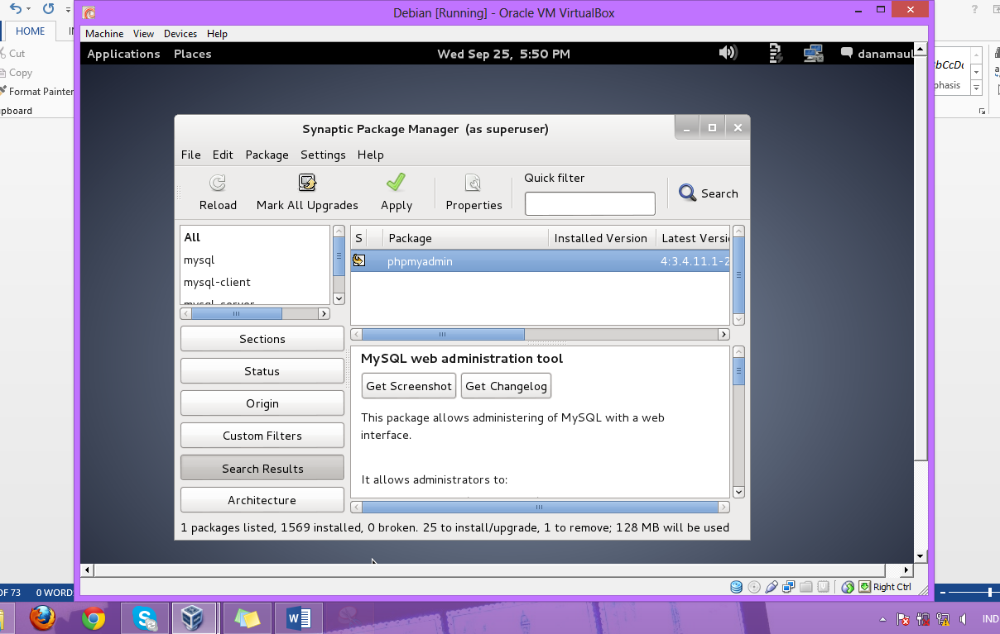 Debian [Running] - Oracle VM VirtualBox
HOME
Machine View Devices Help
Cut
Copy
Format Painter
Applications Places Wed Sep 25, 5:50 PM danamaul
Synaptic Package Manager (as superuser)
File Edit Package Settings Help
Reload Mark All Upgrades Apply Properties Quick filter Search
All
mysql
mysql-client
S Package Installed Version Latest Versi
phpmyadmin 4:3.4.11.1-2
Sections
Status
Origin
Custom Filters
Search Results
Architecture
MySQL web administration tool
Get Screenshot Get Changelog
This package allows administering of MySQL with a web
interface.
It allows administrators to:
1 packages listed, 1569 installed, 0 broken. 25 to install/upgrade, 1 to remove; 128 MB will be used
Right Ctrl
OF 73 0 WORD
IND